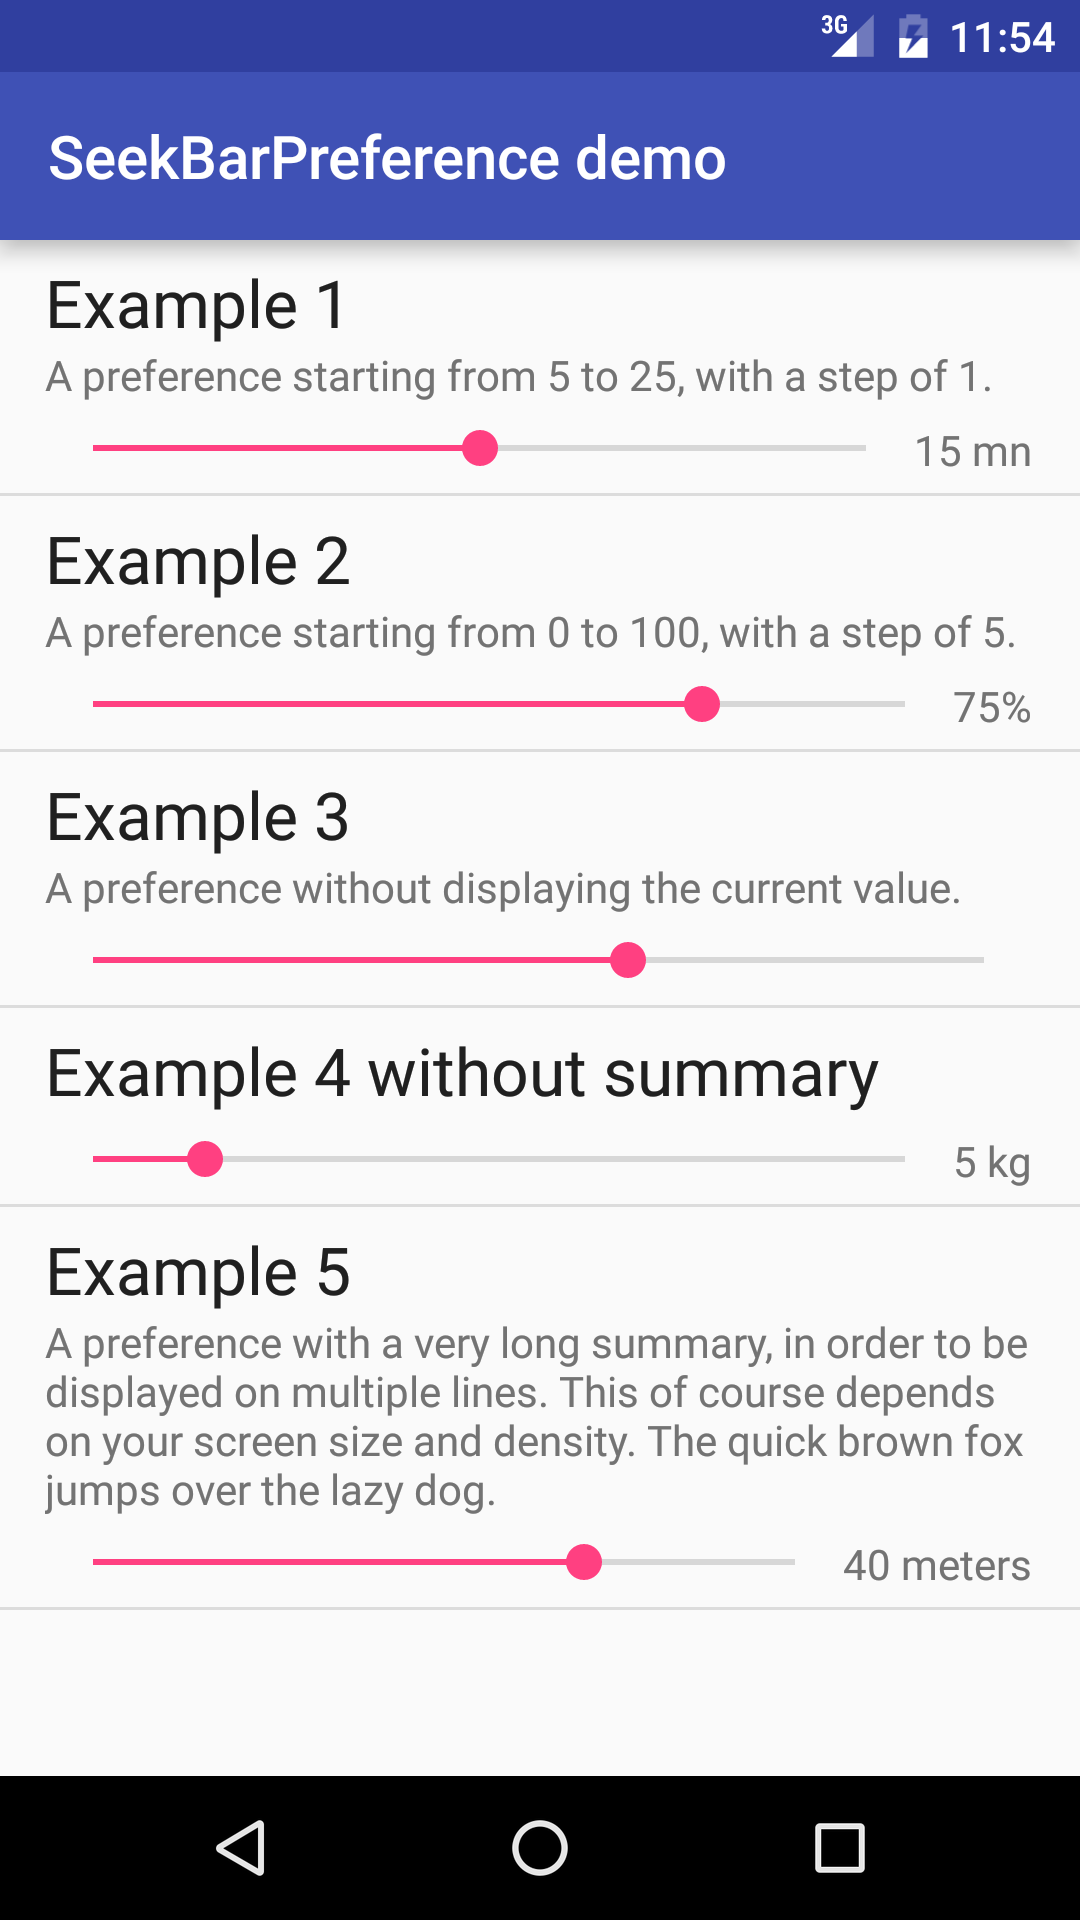 3G 11:54
SeekBarPreference demo
Example 1
A preference starting from 5 to 25, with a step of 1.
15 mn
Example 2
A preference starting from 0 to 100, with a step of 5.
75%
Example 3
A preference without displaying the current value.
Example 4 without summary
5 kg
Example 5
A preference with a very long summary, in order to be
displayed on multiple lines. This of course depends
on your screen size and density. The quick brown fox
jumps over the lazy dog.
40 meters